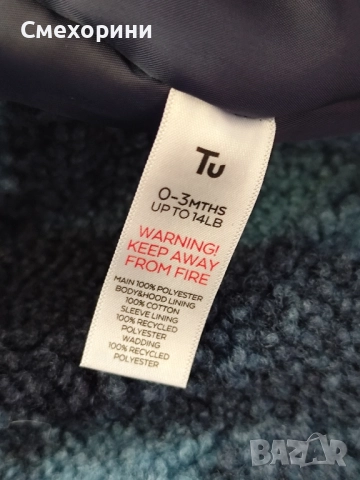 Смехорини
Tu
0-3MTHS
UP TO 14LB
WARNING!
KEEP AWAY
FROM FIRE
MAIN 100% POLYESTER
BODY&HOOD LINING
100% COTTON
SLEEVE LINING
100% RECYCLED
POLYESTER
WADDING
100% RECYCLED
POLYESTER
BAZAR